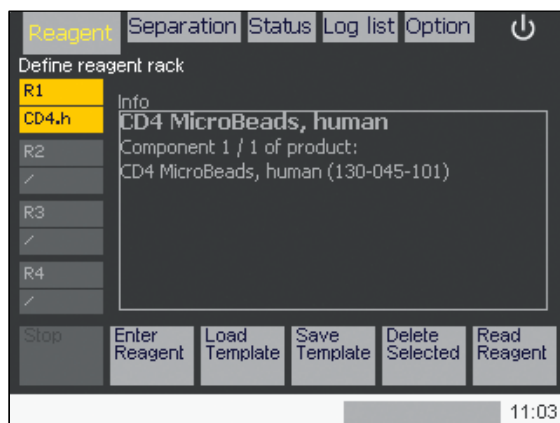 Reagent Separation Status Log list Option
Define reagent rack
R1
CD4.h
R2
/
R3
/
R4
/
Info
CD4 MicroBeads, human
Component 1 / 1 of product:
CD4 MicroBeads, human (130-045-101)
Stop
Enter Reagent
Load Template
Save Template
Delete Selected
Read Reagent
11:03